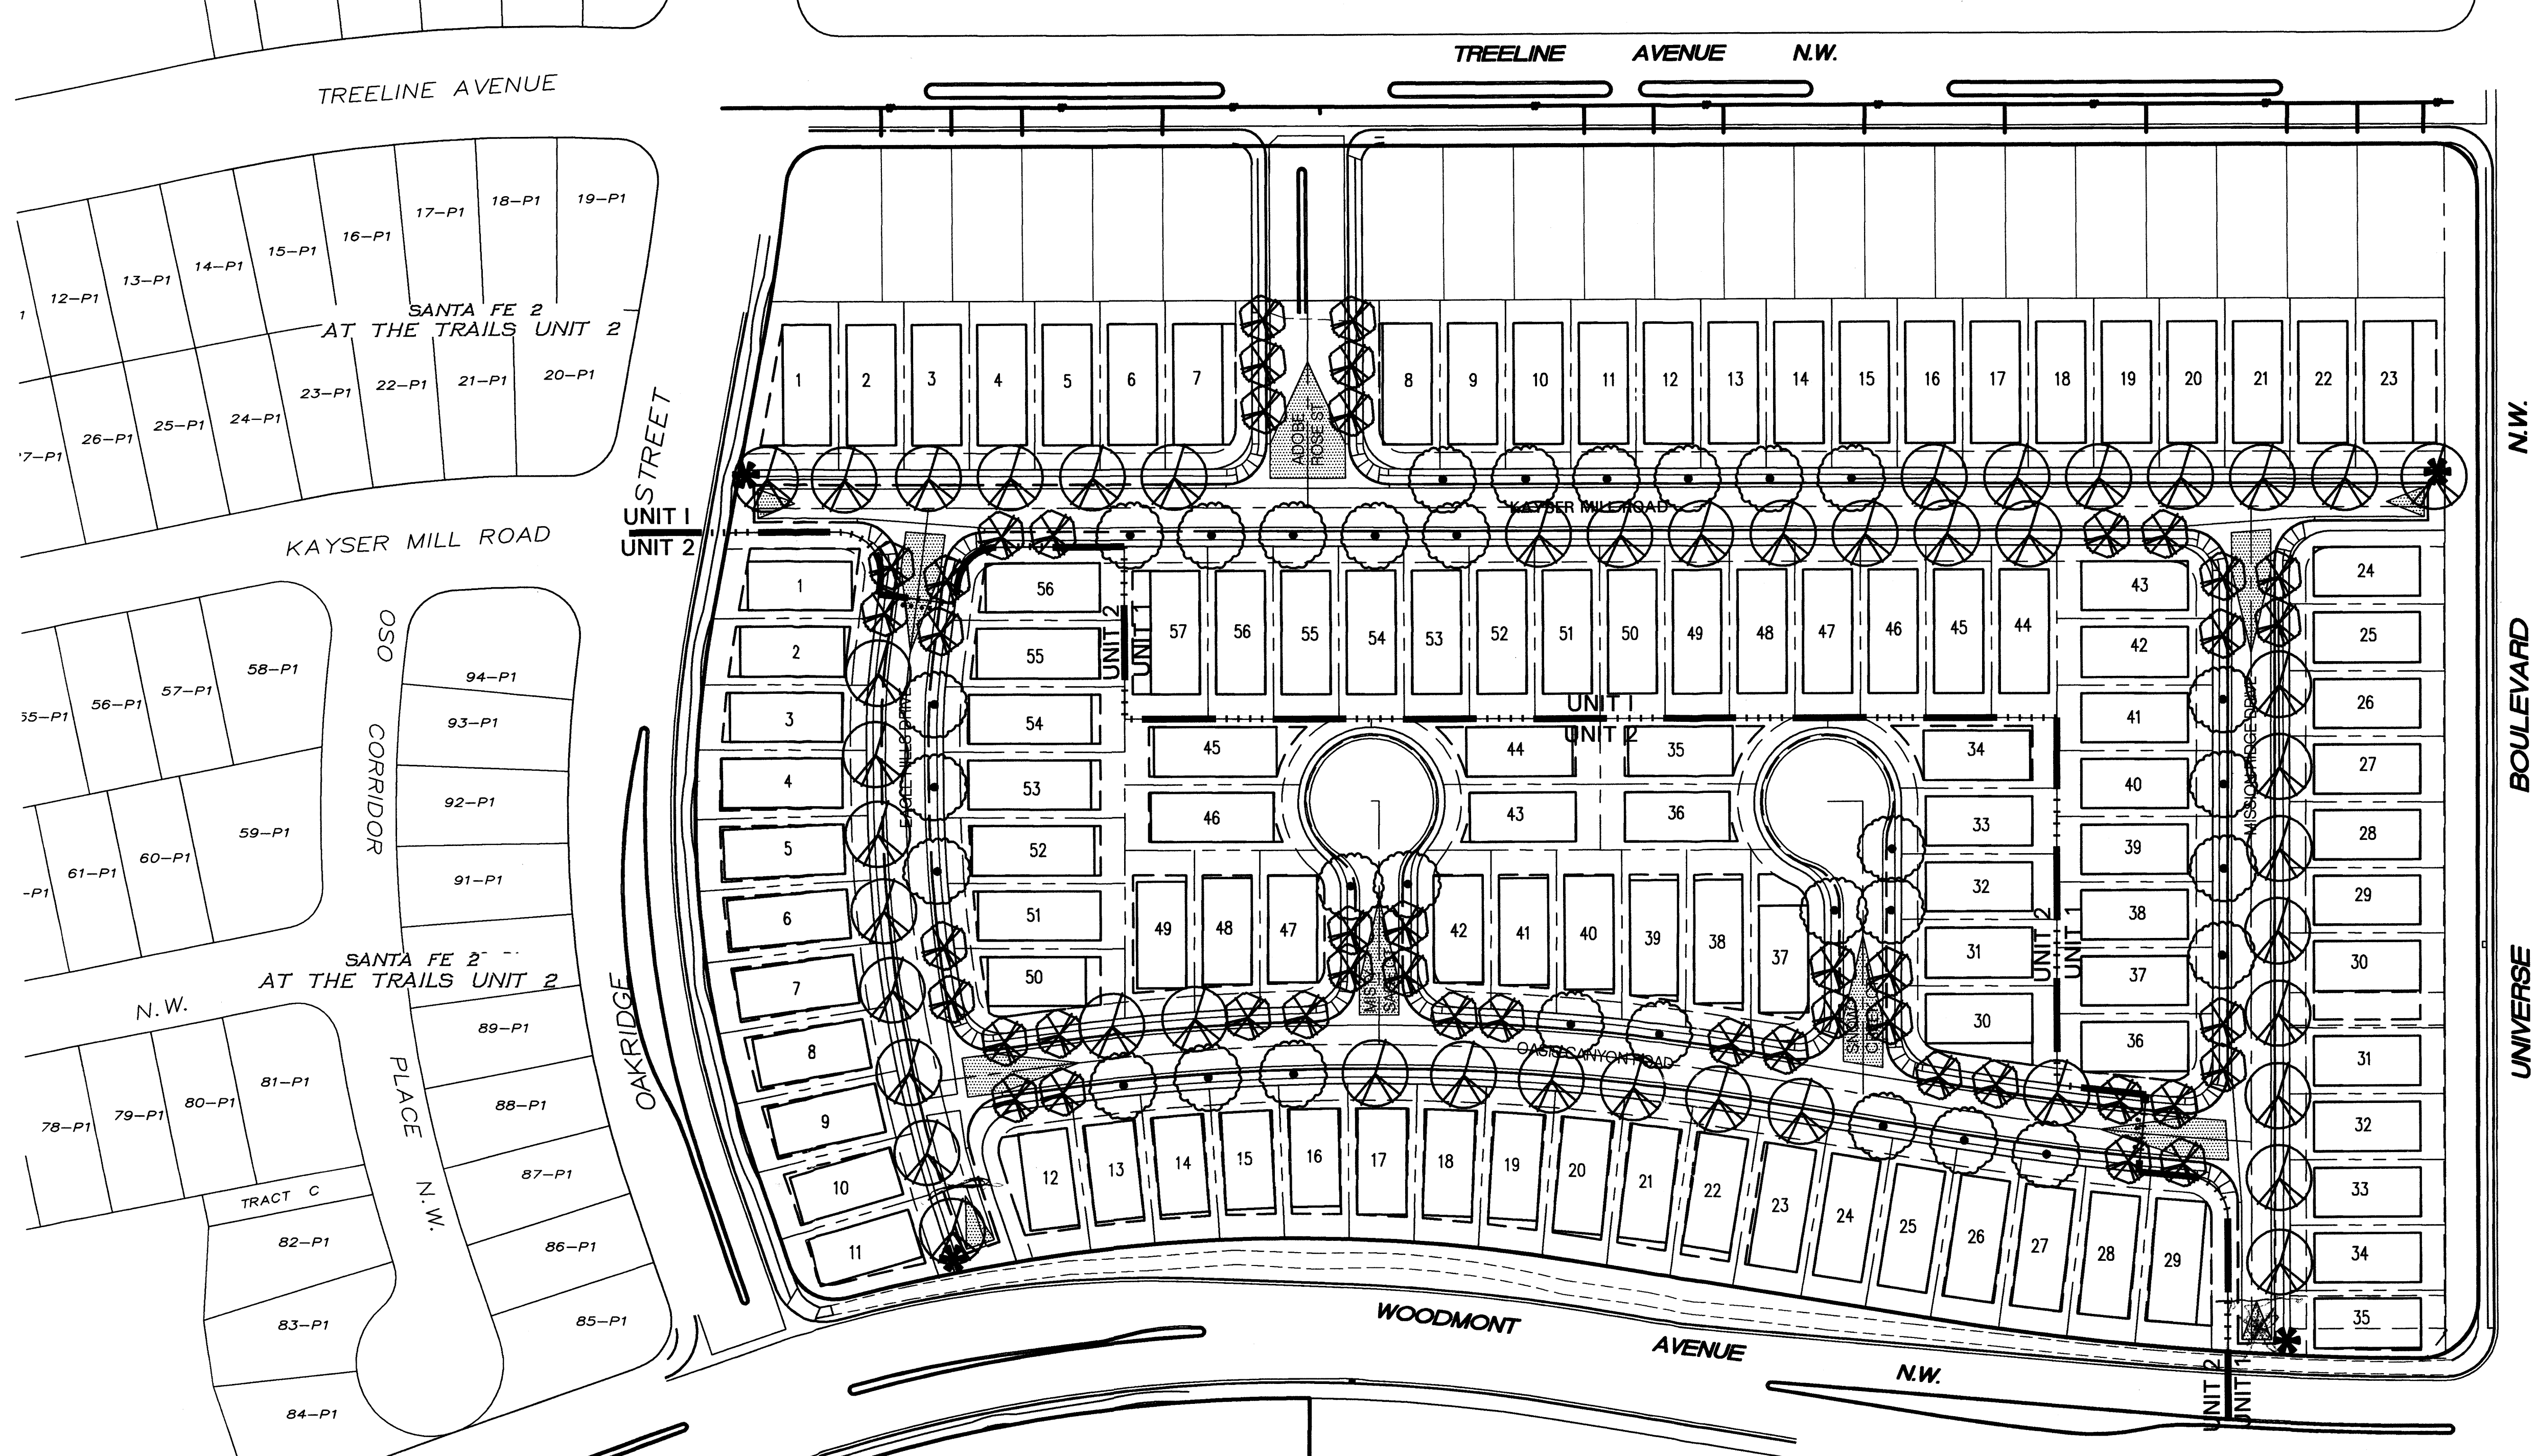 TREELINE AVENUE N.W.
TREELINE AVENUE
12-P1
13-P1
14-P1
15-P1
16-P1
17-P1
18-P1
19-P1
SANTA FE 2
AT THE TRAILS UNIT 2
26-P1
25-P1
24-P1
23-P1
22-P1
21-P1
20-P1
STREET
KAYSER MILL ROAD
UNIT 1
UNIT 2
OSO
CORRIDOR
PLACE
N.W.
56-P1
57-P1
58-P1
61-P1
60-P1
59-P1
94-P1
93-P1
92-P1
91-P1
SANTA FE 2
AT THE TRAILS UNIT 2
N.W.
89-P1
88-P1
87-P1
86-P1
85-P1
78-P1
79-P1
80-P1
81-P1
TRACT C
82-P1
83-P1
84-P1
OAKRIDGE
1
2
3
4
5
6
7
8
9
10
11
12
13
14
15
16
17
18
19
20
21
22
23
ADOBE
ROSE ST
KAYSER MILL ROAD
1
2
3
4
5
6
7
8
9
10
11
EAGLE HILLS DRIVE
56
55
54
53
52
51
50
UNIT 2
UNIT 1
57
56
55
54
53
52
51
50
49
48
47
46
45
44
UNIT 1
UNIT 2
45
46
44
43
35
36
34
33
32
31
30
49
48
47
42
41
40
39
38
37
OASIS CANYON ROAD
UNIT 2
UNIT 1
43
42
41
40
39
38
37
36
MISSION RIDGE DRIVE
24
25
26
27
28
29
30
31
32
33
34
35
12
13
14
15
16
17
18
19
20
21
22
23
24
25
26
27
28
29
UNIT 2
UNIT 1
WOODMONT AVENUE N.W.
UNIVERSE BOULEVARD N.W.